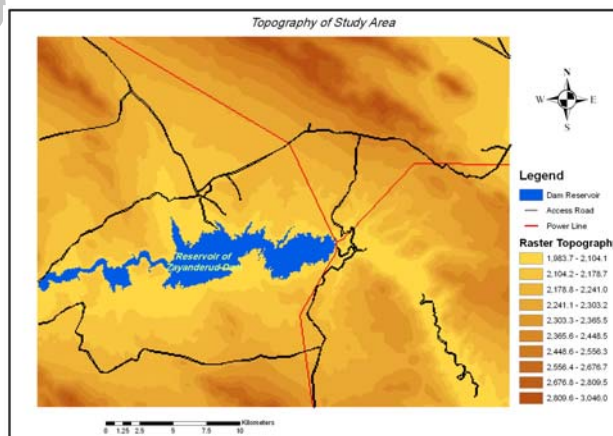 Topography of Study Area
N
W E
S
Legend
Dam Reservoir
Access Road
Power Line
Raster Topography
1,983.7 - 2,104.1
2,104.2 - 2,178.7
2,178.8 - 2,241.0
2,241.1 - 2,303.2
2,303.3 - 2,365.5
2,365.6 - 2,448.5
2,448.6 - 2,556.3
2,556.4 - 2,676.7
2,676.8 - 2,809.5
2,809.6 - 3,046.0
Reservoir of
Zayanderud Dam
Kilometers
0 1.25 2.5 5 7.5 10